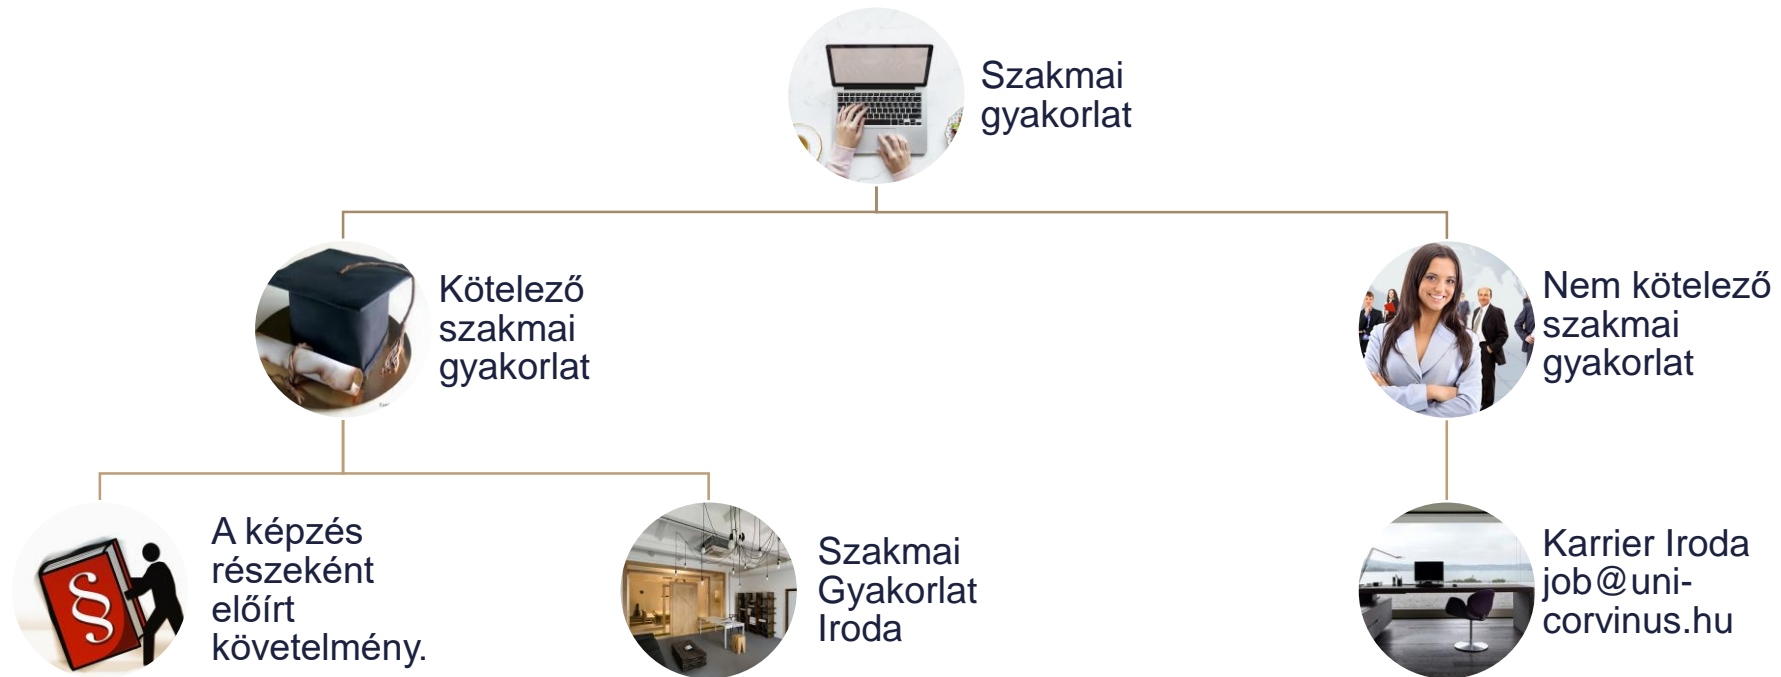 Szakmai
gyakorlat
Kötelező
szakmai
gyakorlat
Nem kötelező
szakmai
gyakorlat
A képzés
részeként
előírt
követelmény.
§
Szakmai
Gyakorlat
Iroda
Karrier Iroda
job@uni-
corvinus.hu